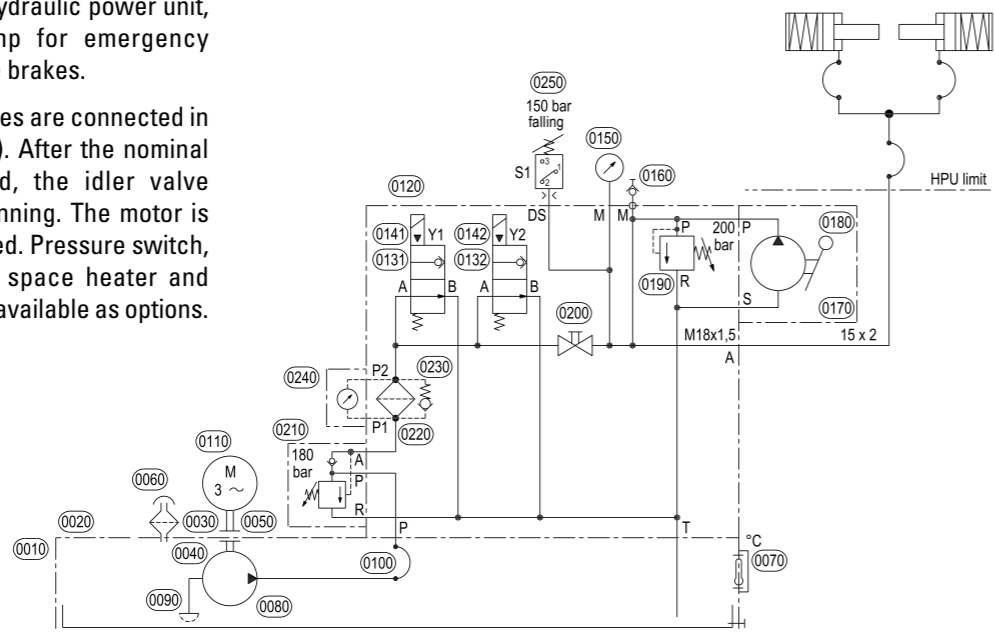 ydraulic power unit,
mp for emergency
brakes.
es are connected in
). After the nominal
d, the idler valve
nning. The motor is
ed. Pressure switch,
space heater and
available as options.
0250
150 bar
falling
3
1
2
S1
0150
0160
HPU limit
0120
DS
M
M
0141
Y1
0142
Y2
0131
0132
A
B
A
B
P
200
bar
P
0180
0190
R
S
0170
0200
M18x1,5
15 x 2
A
0240
P2
0230
P1
0220
0210
180
bar
A
P
R
0110
M
3 ~
0060
0020
0030
0050
P
T
°C
0010
0040
0100
0070
0090
0080